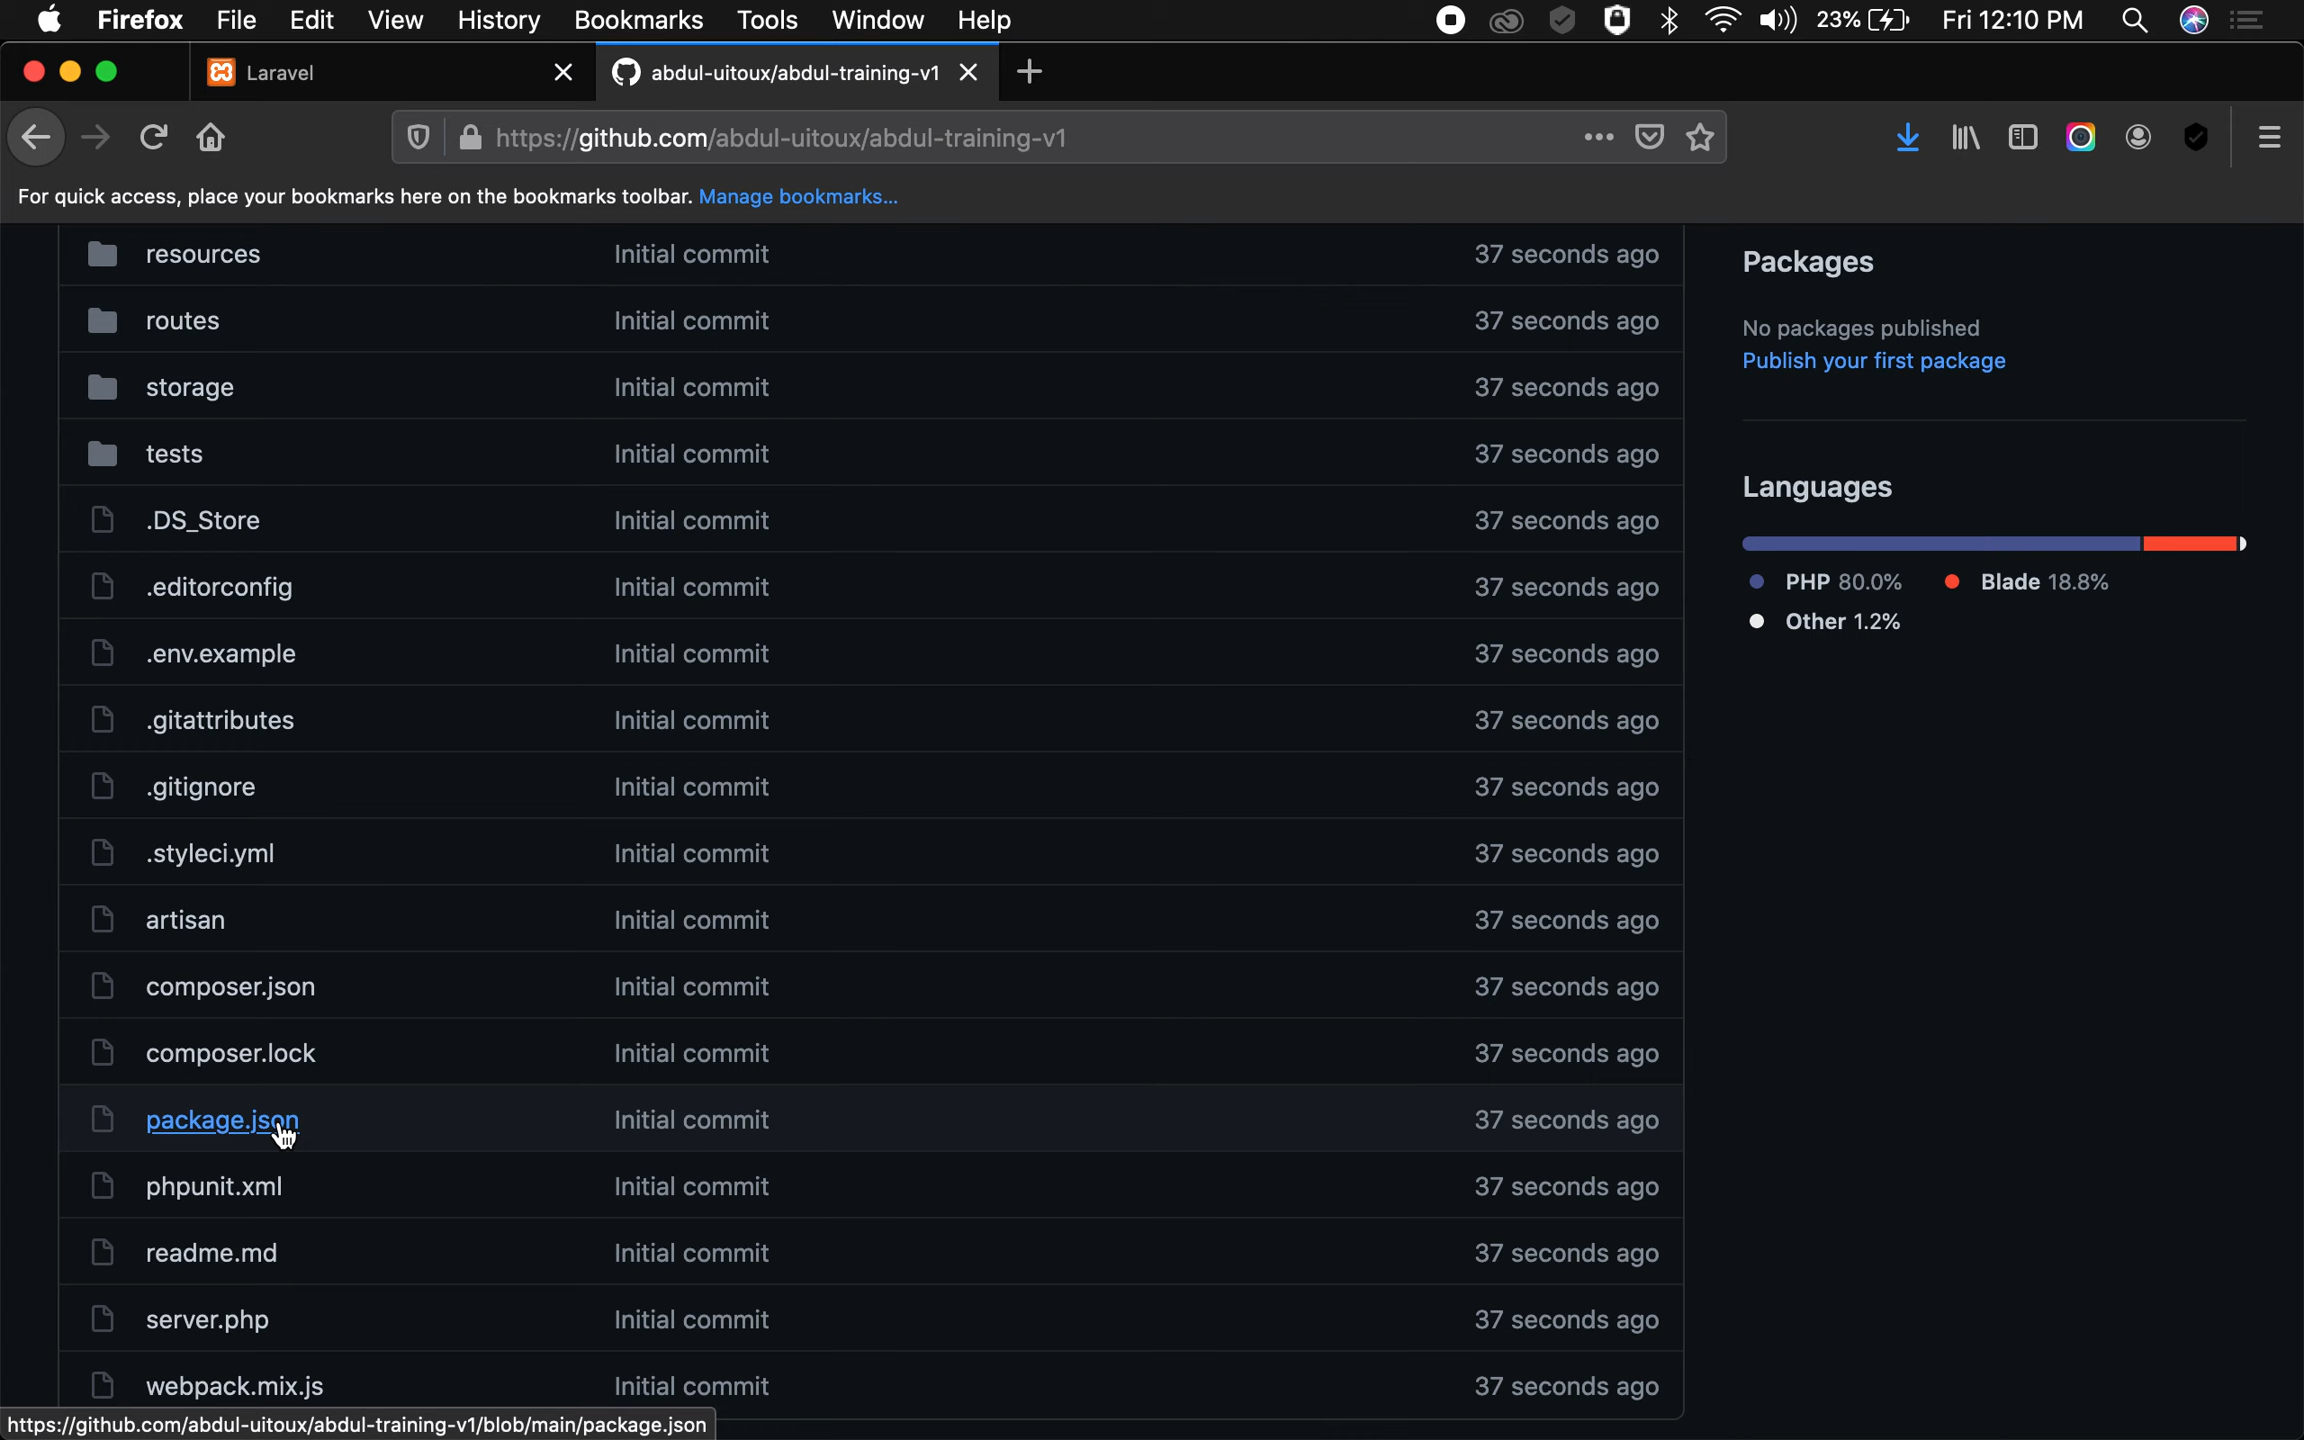 Firefox File Edit View History Bookmarks Tools Window Help 23% Fri 12:10 PM
Laravel abdul-uitoux/abdul-training-v1
https://github.com/abdul-uitoux/abdul-training-v1
For quick access, place your bookmarks here on the bookmarks toolbar. Manage bookmarks...
resources Initial commit 37 seconds ago
routes Initial commit 37 seconds ago
storage Initial commit 37 seconds ago
tests Initial commit 37 seconds ago
.DS_Store Initial commit 37 seconds ago
.editorconfig Initial commit 37 seconds ago
.env.example Initial commit 37 seconds ago
.gitattributes Initial commit 37 seconds ago
.gitignore Initial commit 37 seconds ago
.styleci.yml Initial commit 37 seconds ago
artisan Initial commit 37 seconds ago
composer.json Initial commit 37 seconds ago
composer.lock Initial commit 37 seconds ago
package.json Initial commit 37 seconds ago
phpunit.xml Initial commit 37 seconds ago
readme.md Initial commit 37 seconds ago
server.php Initial commit 37 seconds ago
webpack.mix.js Initial commit 37 seconds ago
Packages
No packages published
Publish your first package
Languages
PHP 80.0% Blade 18.8%
Other 1.2%
https://github.com/abdul-uitoux/abdul-training-v1/blob/main/package.json